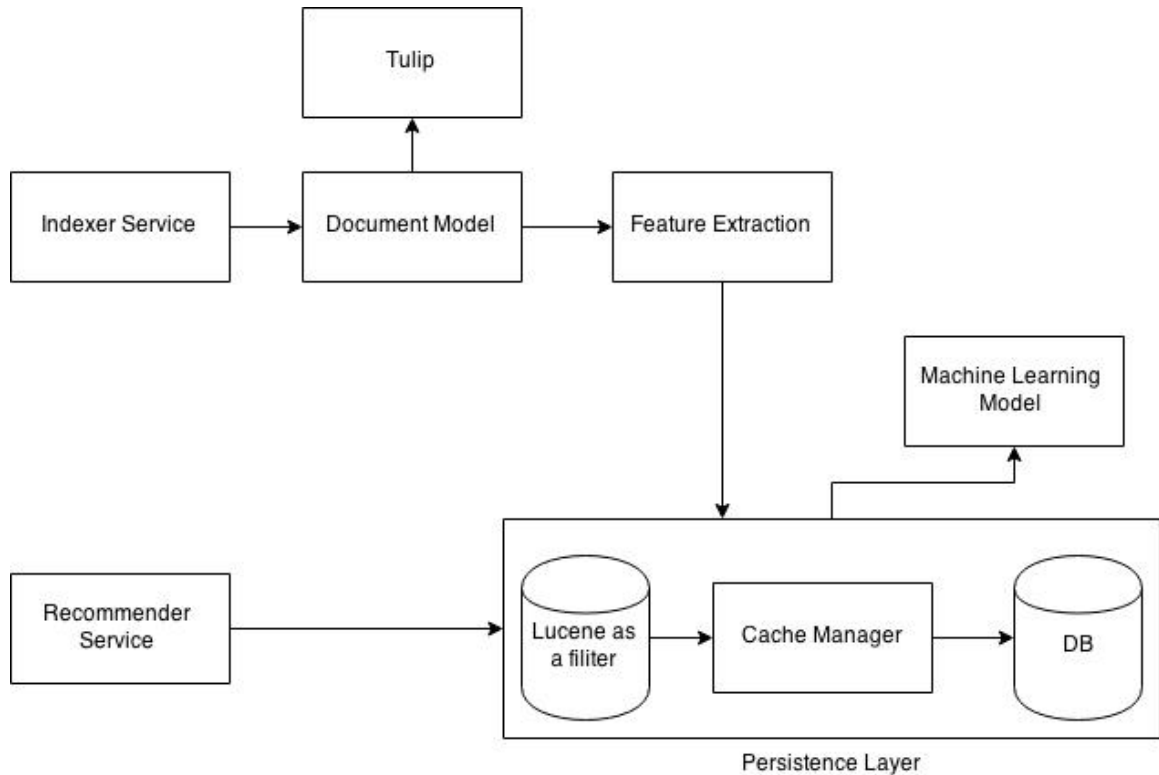 Tulip
Indexer Service
Document Model
Feature Extraction
Machine Learning
Model
Recommender
Service
Lucene as
a filiter
Cache Manager
DB
Persistence Layer